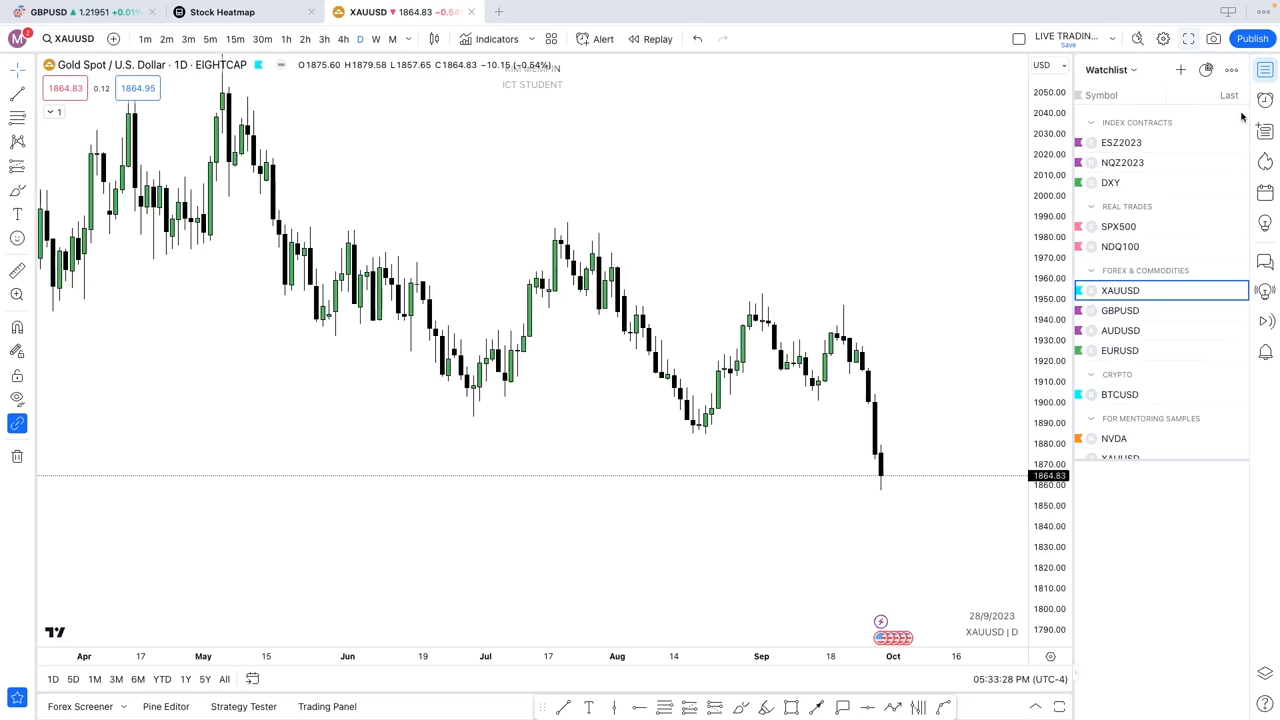 GBPUSD ▲ 1.21951 +0.01%
Stock Heatmap
XAUUSD ▼ 1864.83 −0.54%
M 2
XAUUSD
1m 2m 3m 5m 15m 30m 1h 2h 3h 4h D W M
Indicators
Alert
Replay
LIVE TRADIN...
Save
Publish
Gold Spot / U.S. Dollar · 1D · EIGHTCAP
O1875.60 H1879.58 L1857.65 C1864.83 −10.15 (−0.54%)
ICT STUDENT
1864.83 0.12 1864.95
1
USD
2050.00
2040.00
2030.00
2020.00
2010.00
2000.00
1990.00
1980.00
1970.00
1960.00
1950.00
1940.00
1930.00
1920.00
1910.00
1900.00
1890.00
1880.00
1870.00
1864.83
1860.00
1850.00
1840.00
1830.00
1820.00
1810.00
1800.00
1790.00
28/9/2023
XAUUSD | D
Apr 17 May 15 Jun 19 Jul 17 Aug 14 Sep 18 Oct 16
1D 5D 1M 3M 6M YTD 1Y 5Y All
05:33:28 PM (UTC-4)
Forex Screener
Pine Editor
Strategy Tester
Trading Panel
Watchlist
Symbol Last
INDEX CONTRACTS
ESZ2023
NQZ2023
DXY
REAL TRADES
SPX500
NDQ100
FOREX & COMMODITIES
XAUUSD
GBPUSD
AUDUSD
EURUSD
CRYPTO
BTCUSD
FOR MENTORING SAMPLES
NVDA
XAUUSD